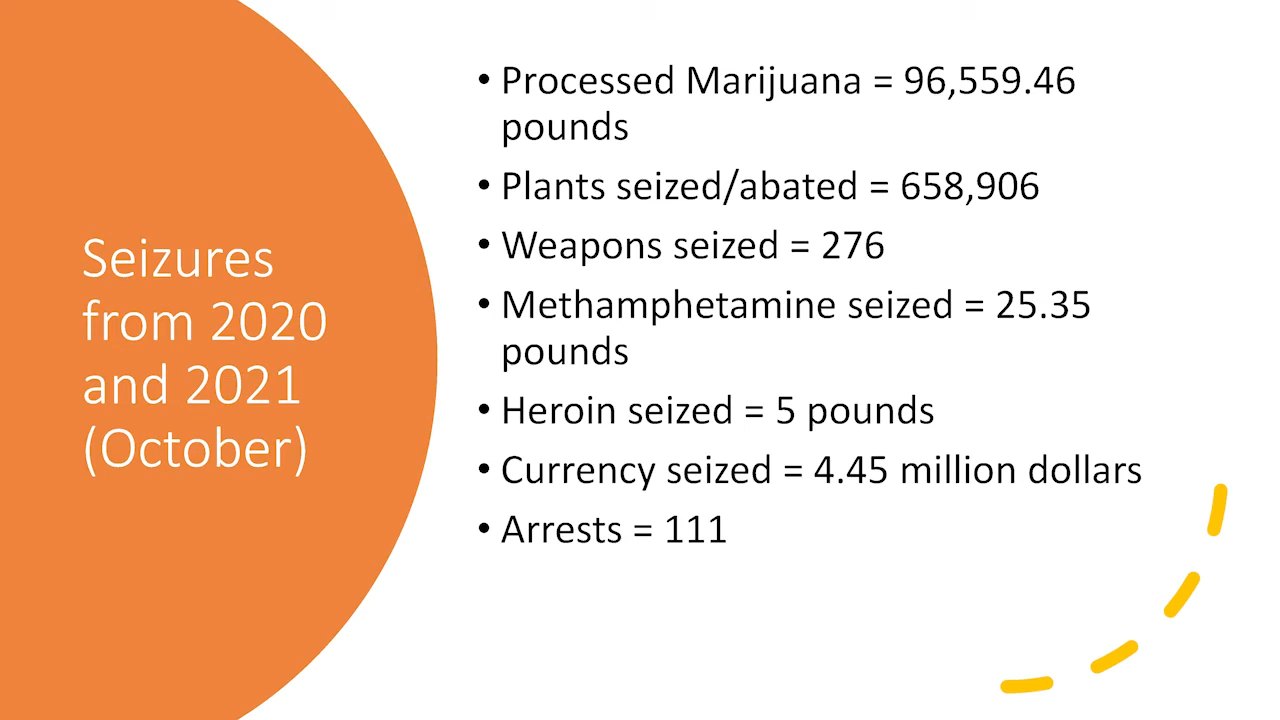 Seizures
from 2020
and 2021
(October)
• Processed Marijuana = 96,559.46
pounds
• Plants seized/abated = 658,906
• Weapons seized = 276
• Methamphetamine seized = 25.35
pounds
• Heroin seized = 5 pounds
• Currency seized = 4.45 million dollars
• Arrests = 111